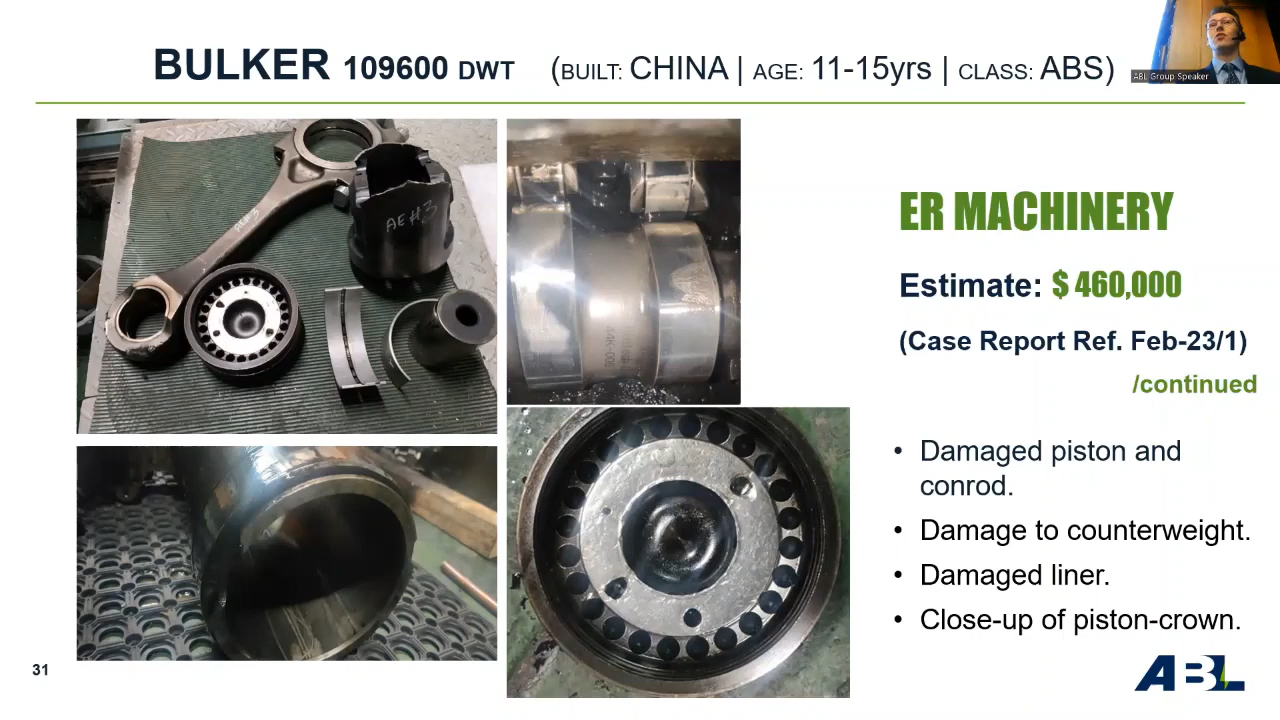 BULKER 109600 DWT (BUILT: CHINA | AGE: 11-15yrs | CLASS: ABS)
ABL Group Speaker
AE#3
ER MACHINERY
Estimate: $ 460,000
(Case Report Ref. Feb-23/1)
/continued
• Damaged piston and
conrod.
• Damage to counterweight.
• Damaged liner.
• Close-up of piston-crown.
31
ABL